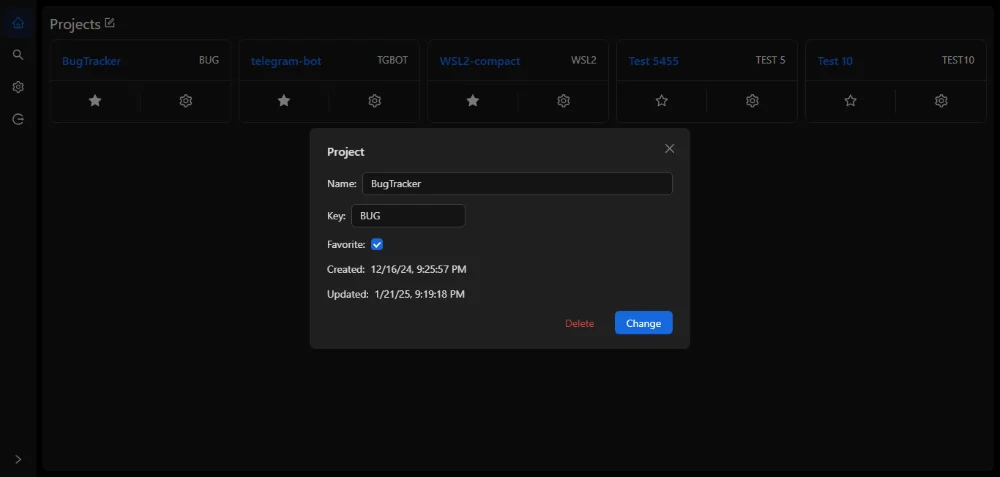 Projects
BugTracker BUG telegram-bot TGBOT WSL2-compact WSL2 Test 5455 TEST 5 Test 10 TEST10
Project
Name: BugTracker
Key: BUG
Favorite:
Created: 12/16/24, 9:25:57 PM
Updated: 1/21/25, 9:19:18 PM
Delete Change